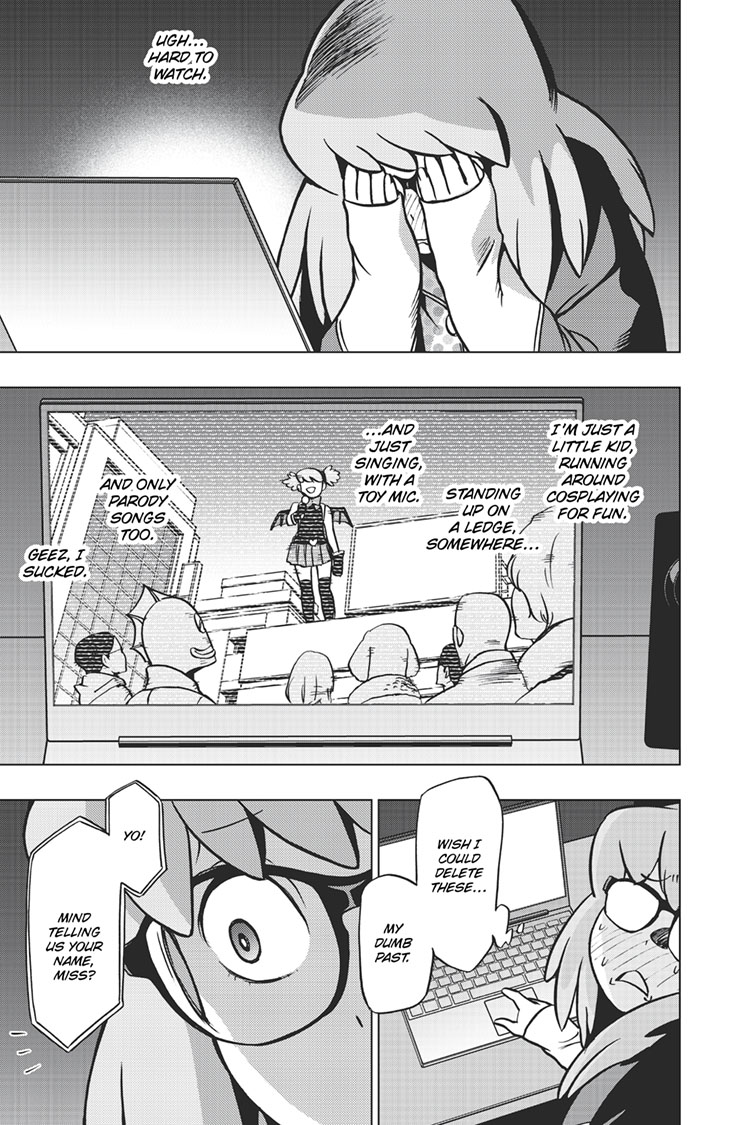 UGH...
HARD TO
WATCH.
I'M JUST A
LITTLE KID,
RUNNING
AROUND
COSPLAYING
FOR FUN.
STANDING
UP ON
A LEDGE,
SOMEWHERE...
...AND
JUST
SINGING,
WITH A
TOY MIC.
AND ONLY
PARODY
SONGS
TOO.
GEEZ, I
SUCKED.
WISH I
COULD
DELETE
THESE...
MY
DUMB
PAST.
YO!
MIND
TELLING
US YOUR
NAME,
MISS?